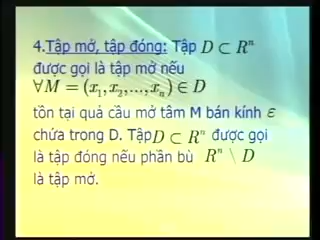 4.Tập mở, tập đóng: Tập D ⊂ Rⁿ
được gọi là tập mở nếu
∀M = (x₁, x₂, ..., xₙ) ∈ D
tồn tại quả cầu mở tâm M bán kính ε
chứa trong D. Tập D ⊂ Rⁿ được gọi
là tập đóng nếu phần bù Rⁿ \ D
là tập mở.